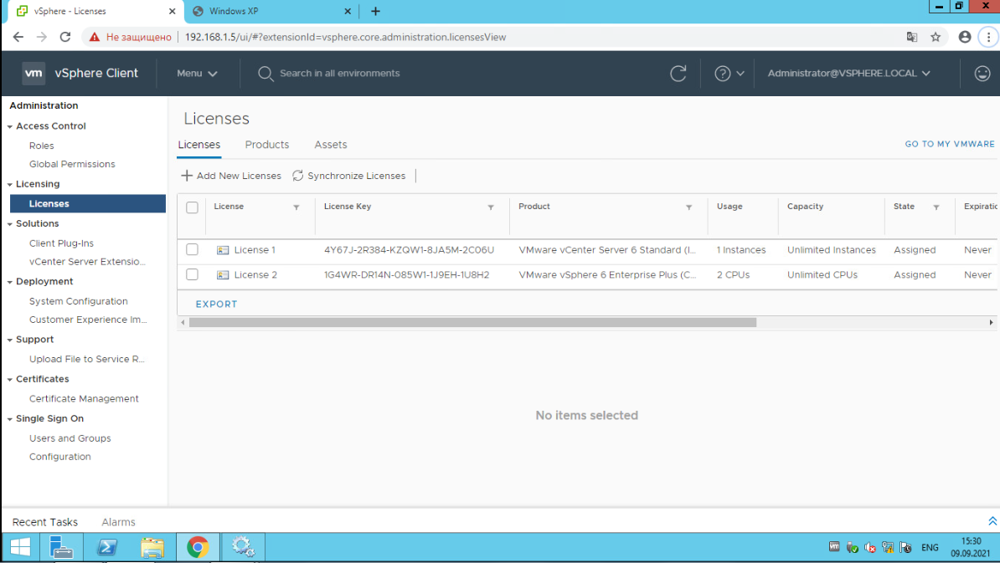 vSphere - Licenses
Windows XP
Не защищено 192.168.1.5/ui/#?extensionId=vsphere.core.administration.licensesView
vm vSphere Client Menu Search in all environments Administrator@VSPHERE.LOCAL
Administration
Access Control
Roles
Global Permissions
Licensing
Licenses
Solutions
Client Plug-Ins
vCenter Server Extensio...
Deployment
System Configuration
Customer Experience Im...
Support
Upload File to Service R...
Certificates
Certificate Management
Single Sign On
Users and Groups
Configuration
Licenses
Licenses Products Assets GO TO MY VMWARE
Add New Licenses Synchronize Licenses
License License Key Product Usage Capacity State Expiratic
License 1 4Y67J-2R384-KZQW1-8JA5M-2C06U VMware vCenter Server 6 Standard (I... 1 Instances Unlimited Instances Assigned Never
License 2 1G4WR-DR14N-085W1-1J9EH-1U8H2 VMware vSphere 6 Enterprise Plus (C... 2 CPUs Unlimited CPUs Assigned Never
EXPORT
No items selected
Recent Tasks Alarms
ENG 15:30
09.09.2021